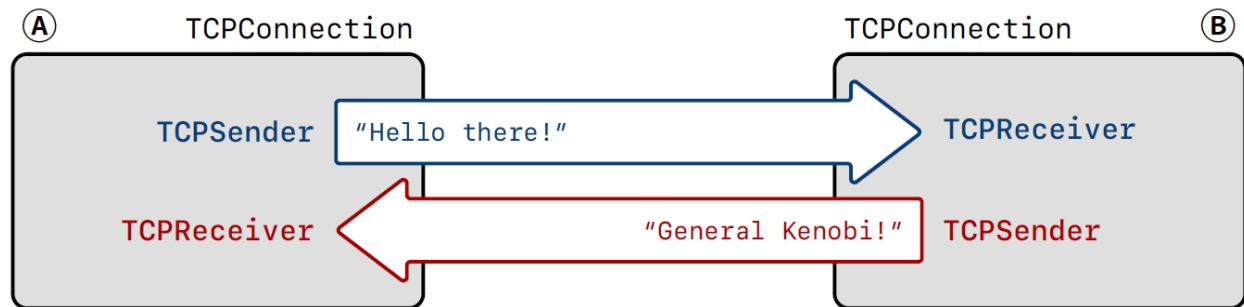 Ⓐ TCPConnection TCPConnection Ⓑ
TCPSender “Hello there!” TCPReceiver
TCPReceiver “General Kenobi!” TCPSender